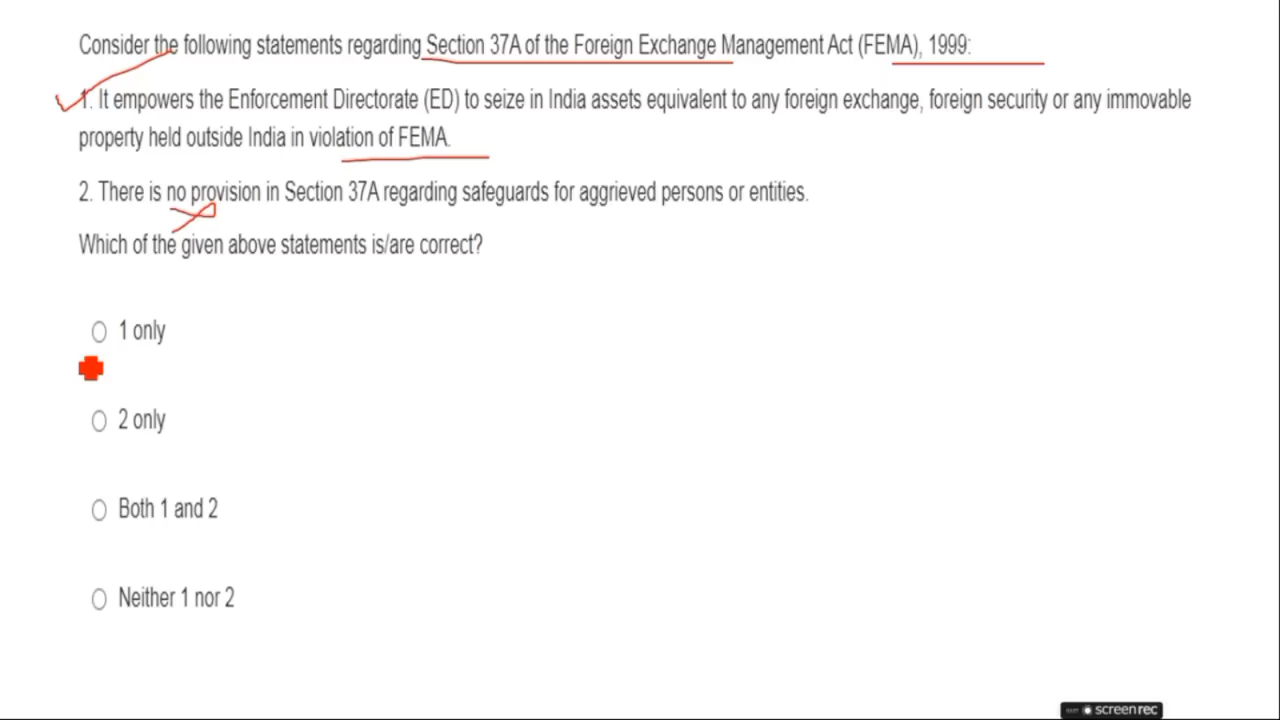 Consider the following statements regarding Section 37A of the Foreign Exchange Management Act (FEMA), 1999:
1. It empowers the Enforcement Directorate (ED) to seize in India assets equivalent to any foreign exchange, foreign security or any immovable
property held outside India in violation of FEMA.
2. There is no provision in Section 37A regarding safeguards for aggrieved persons or entities.
Which of the given above statements is/are correct?
1 only
2 only
Both 1 and 2
Neither 1 nor 2
screenrec